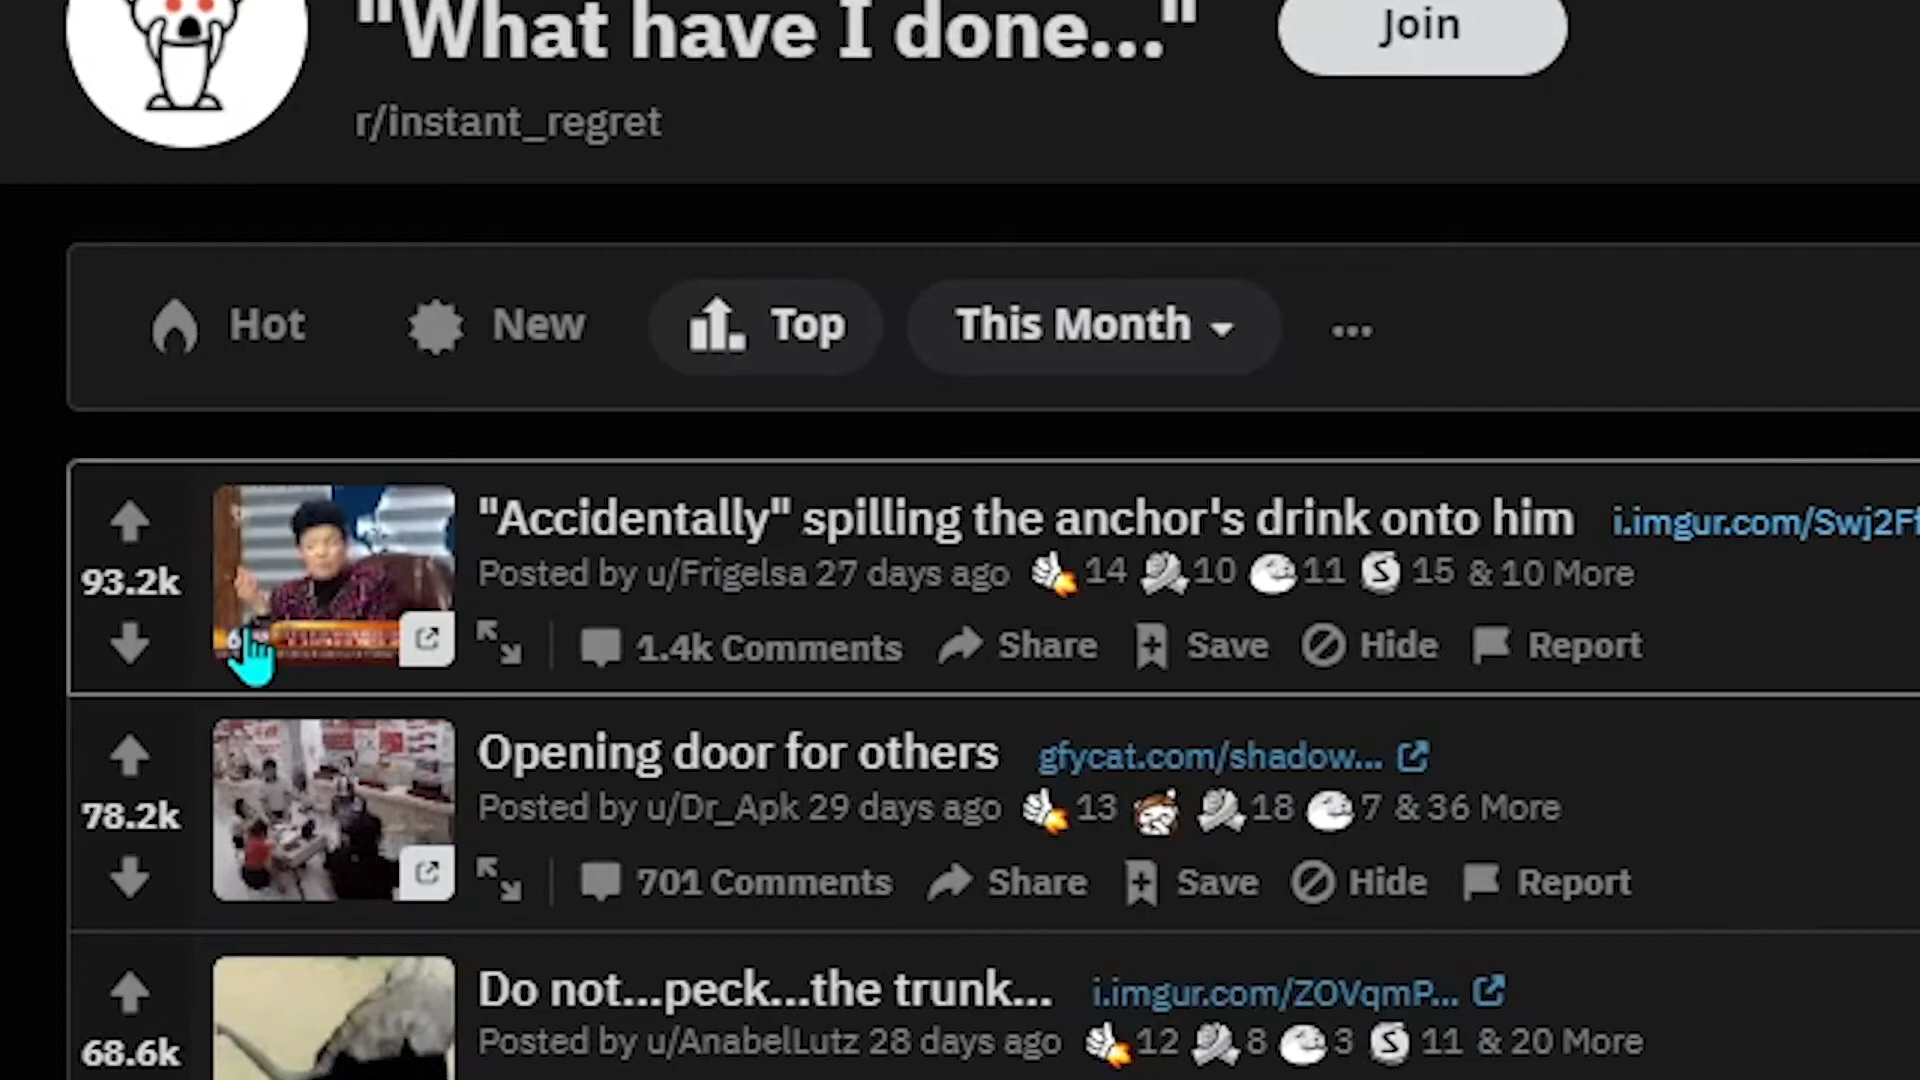 "What have I done..."
Join
r/instant_regret
Hot
New
Top
This Month
...
"Accidentally" spilling the anchor's drink onto him i.imgur.com/Swj2Ff
93.2k
Posted by u/Frigelsa 27 days ago 14 10 11 S 15 & 10 More
1.4k Comments Share Save Hide Report
Opening door for others gfycat.com/shadow...
78.2k
Posted by u/Dr_Apk 29 days ago 13 18 7 & 36 More
701 Comments Share Save Hide Report
Do not...peck...the trunk... i.imgur.com/ZOVqmP...
68.6k
Posted by u/AnabelLutz 28 days ago 12 8 3 S 11 & 20 More